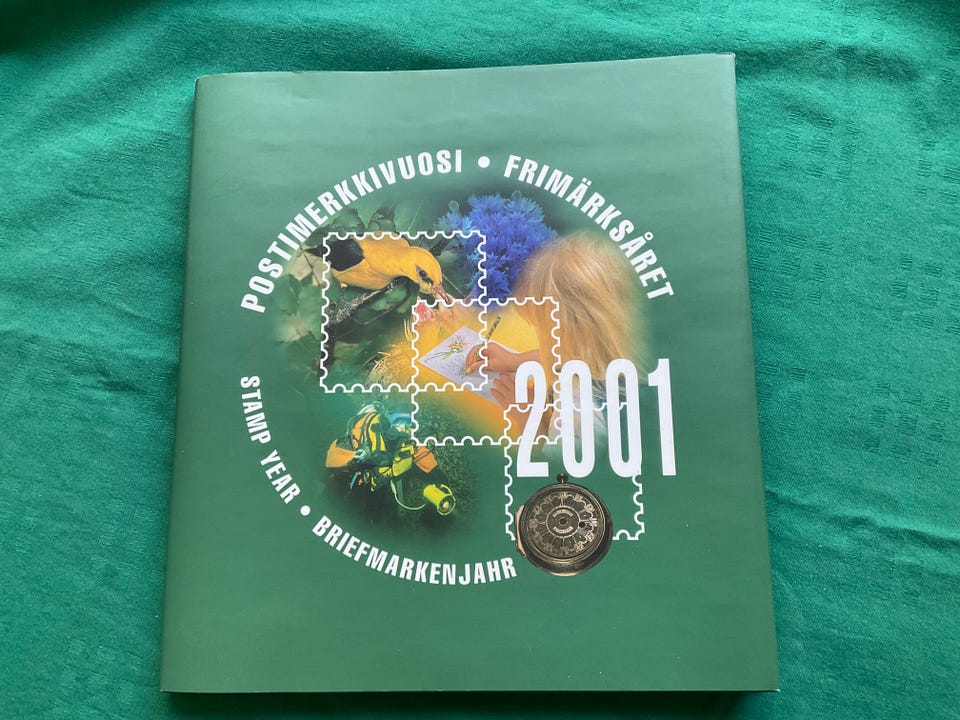 POSTIMERKKIVUOSI • FRIMÄRKSÅRET
2001
STAMP YEAR • BRIEFMARKENJAHR